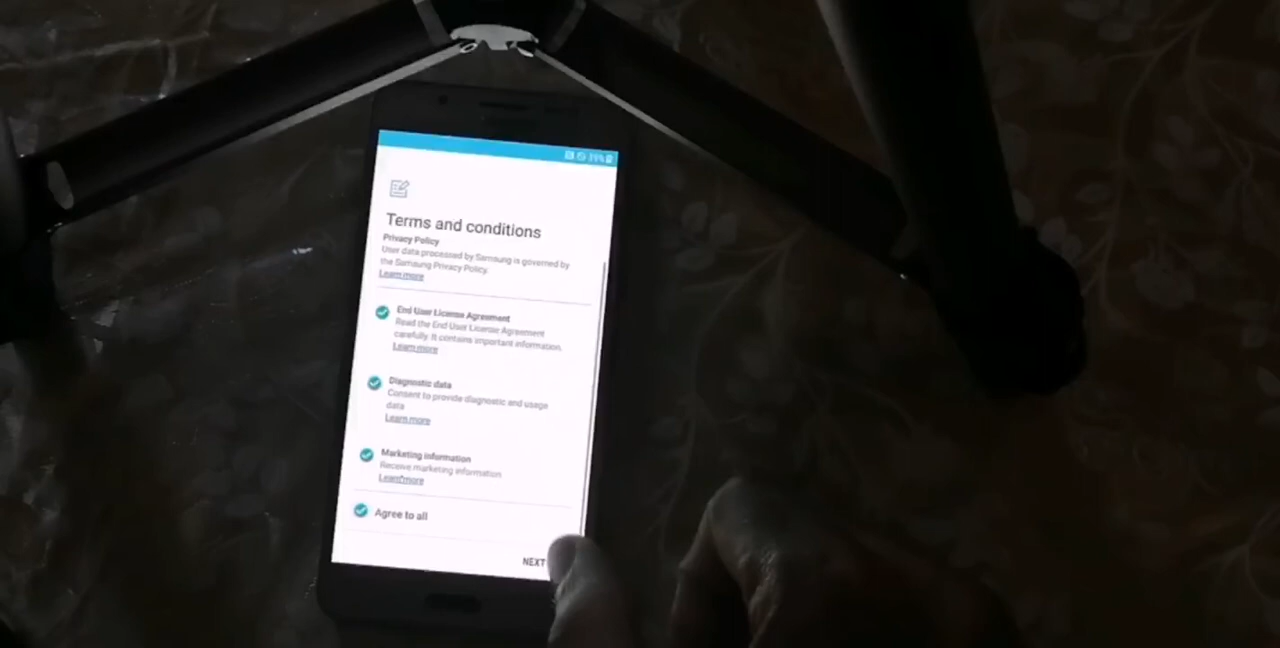 Terms and conditions
Privacy Policy
User data processed by Samsung is governed by
the Samsung Privacy Policy.
Learn more
End User License Agreement
Read the End User License Agreement
carefully. It contains important information.
Learn more
Diagnostic data
Consent to provide diagnostic and usage
data
Learn more
Marketing information
Receive marketing information
Learn more
Agree to all
NEXT